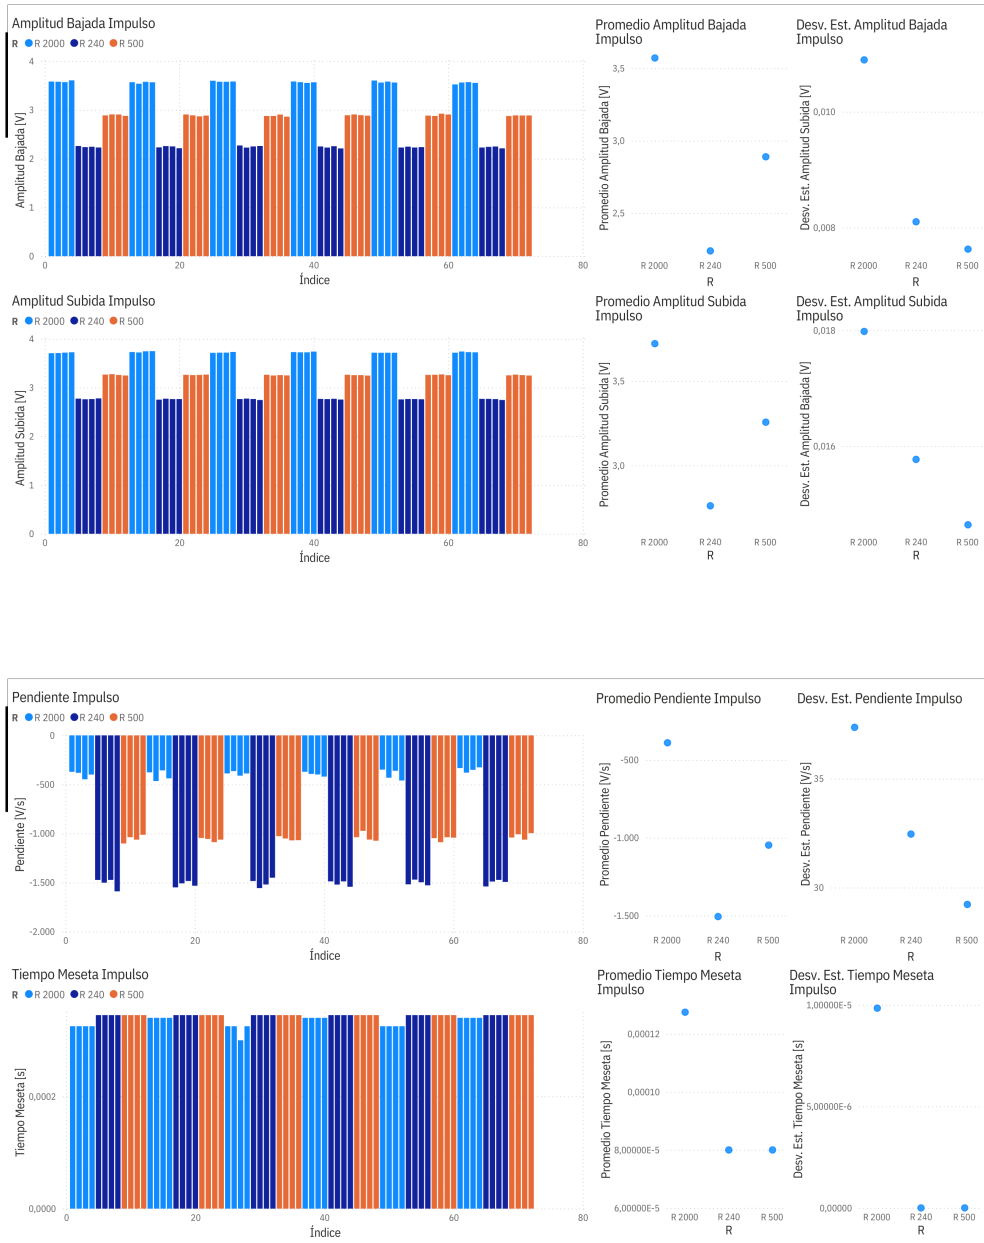 Amplitud Bajada Impulso
R R 2000 R 240 R 500
Amplitud Bajada [V]
4
3
2
1
0
0 20 40 60 80
Índice
Promedio Amplitud Bajada
Impulso
Promedio Amplitud Bajada [V]
3,5
3,0
2,5
R 2000 R 240 R 500
R
Desv. Est. Amplitud Bajada
Impulso
Desv. Est. Amplitud Subida [V]
0,010
0,008
R 2000 R 240 R 500
R
Amplitud Subida Impulso
R R 2000 R 240 R 500
Amplitud Subida [V]
4
3
2
1
0
0 20 40 60 80
Índice
Promedio Amplitud Subida
Impulso
Promedio Amplitud Subida [V]
3,5
3,0
R 2000 R 240 R 500
R
Desv. Est. Amplitud Subida
Impulso
Desv. Est. Amplitud Bajada [V]
0,018
0,016
R 2000 R 240 R 500
R
Pendiente Impulso
R R 2000 R 240 R 500
Pendiente [V/s]
0
-500
-1.000
-1.500
-2.000
0 20 40 60 80
Índice
Promedio Pendiente Impulso
Promedio Pendiente [V/s]
-500
-1.000
-1.500
R 2000 R 240 R 500
R
Desv. Est. Pendiente Impulso
Desv. Est. Pendiente [V/s]
35
30
R 2000 R 240 R 500
R
Tiempo Meseta Impulso
R R 2000 R 240 R 500
Tiempo Meseta [s]
0,0002
0,0000
0 20 40 60 80
Índice
Promedio Tiempo Meseta
Impulso
Promedio Tiempo Meseta [s]
0,00012
0,00010
8,00000E-5
6,00000E-5
R 2000 R 240 R 500
R
Desv. Est. Tiempo Meseta
Impulso
Desv. Est. Tiempo Meseta [s]
1,00000E-5
5,00000E-6
0,00000
R 2000 R 240 R 500
R